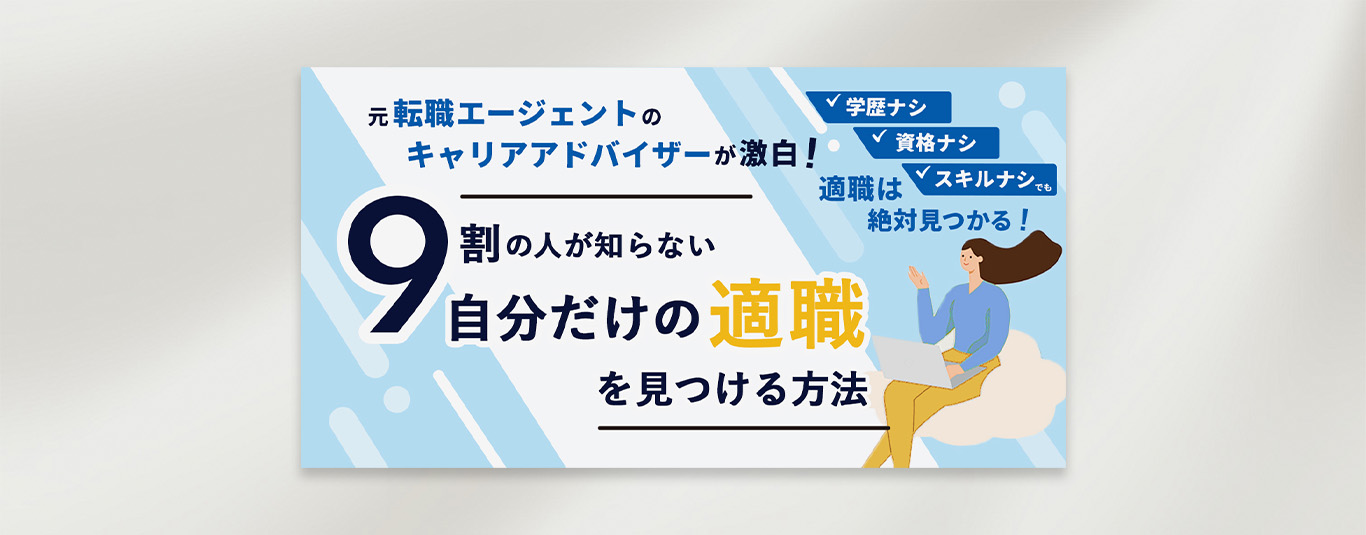 元転職エージェントの
キャリアアドバイザーが激白!
9割の人が知らない
自分だけの適職
を見つける方法
✓学歴ナシ
✓資格ナシ
✓スキルナシでも
適職は
絶対見つかる!